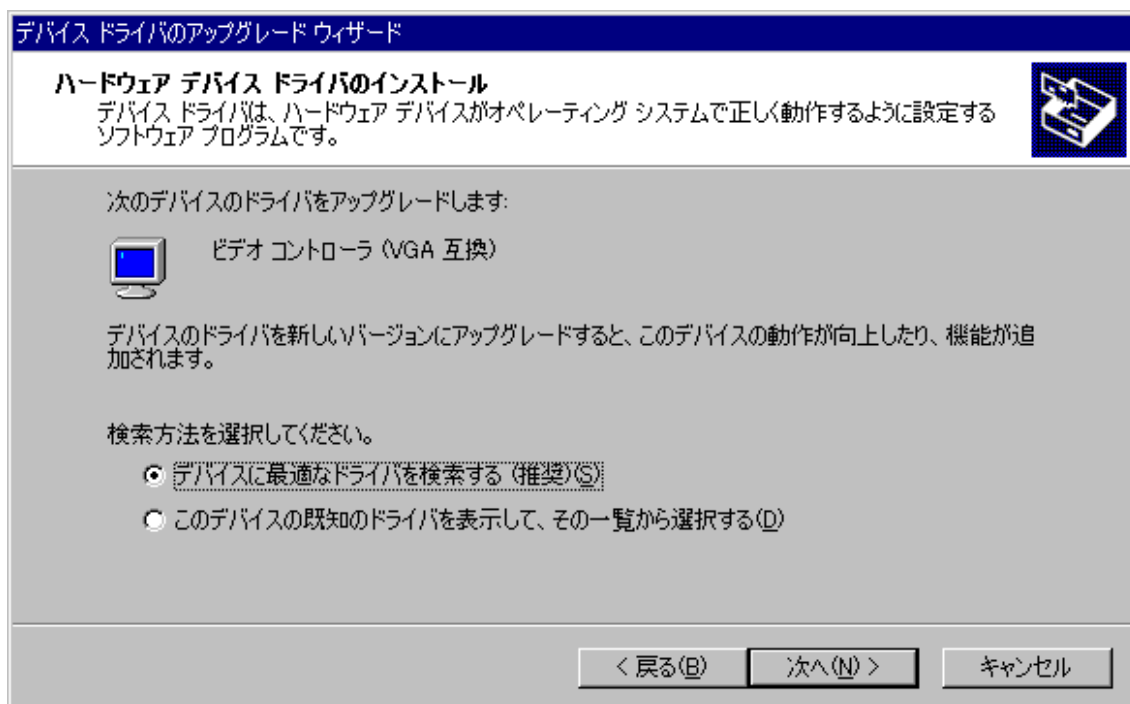 デバイス ドライバのアップグレード ウィザード
ハードウェア デバイス ドライバのインストール
デバイス ドライバは、ハードウェア デバイスがオペレーティング システムで正しく動作するように設定する
ソフトウェア プログラムです。
次のデバイスのドライバをアップグレードします:
ビデオ コントローラ (VGA 互換)
デバイスのドライバを新しいバージョンにアップグレードすると、このデバイスの動作が向上したり、機能が追
加されます。
検索方法を選択してください。
デバイスに最適なドライバを検索する (推奨)(S)
このデバイスの既知のドライバを表示して、その一覧から選択する(D)
< 戻る(B) 次へ(N) > キャンセル